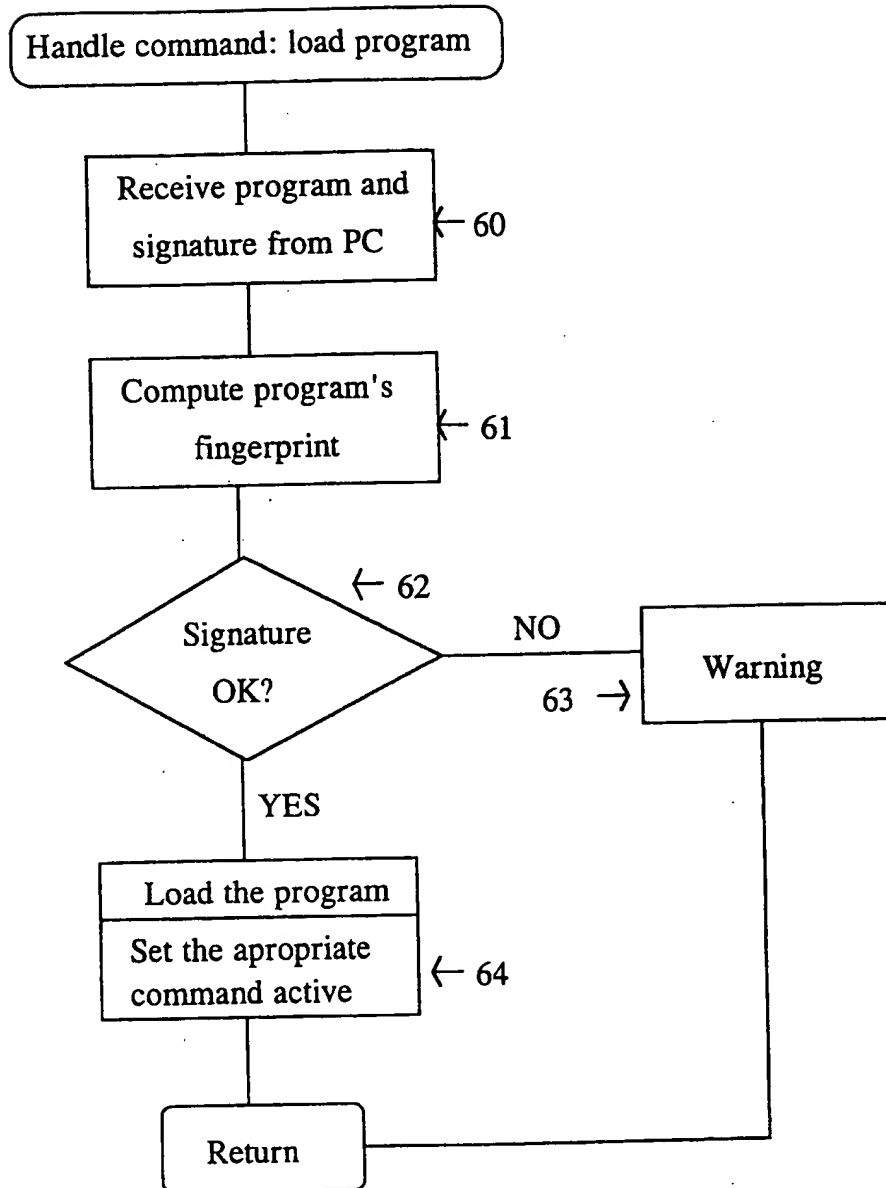 Handle command: load program
Receive program and
signature from PC
← 60
Compute program's
fingerprint
← 61
← 62
Signature
OK?
NO
63 →
Warning
YES
Load the program
Set the apropriate
command active
← 64
Return